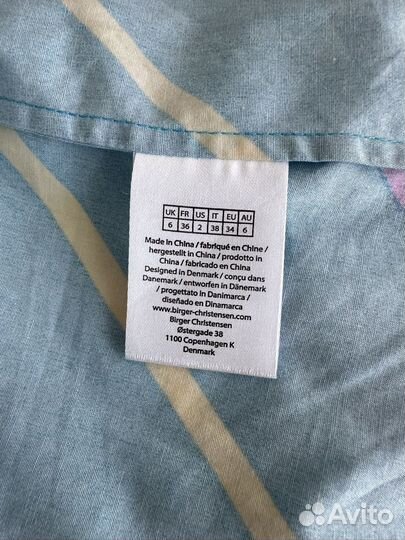 UK FR US IT EU AU
6 36 2 38 34 6
Made in China / fabriqué en Chine /
hergestellt in China / prodotto in
China / fabricado en China
Designed in Denmark / conçu dans
Danemark / entworfen in Dänemark
/ progettato in Danimarca /
diseñado en Dinamarca
www.birger-christensen.com
Birger Christensen
Østergade 38
1100 Copenhagen K
Denmark
Avito